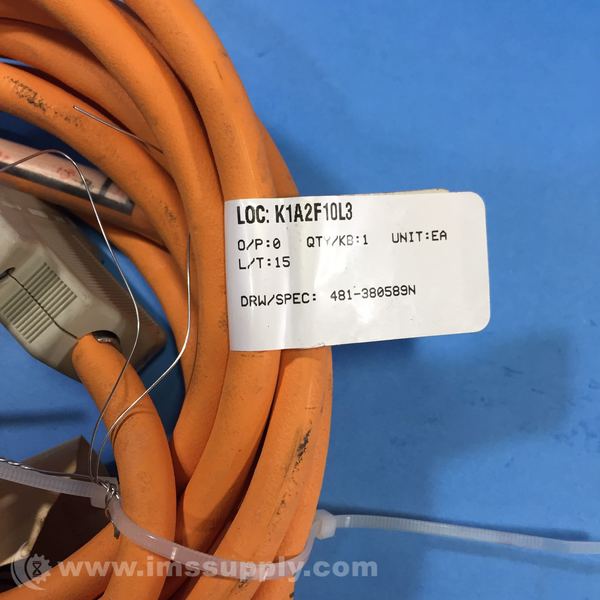 LOC: K1A2F10L3
O/P:0 QTY/KB:1 UNIT:EA
L/T:15
DRW/SPEC: 481-380589N
www.imssupply.com